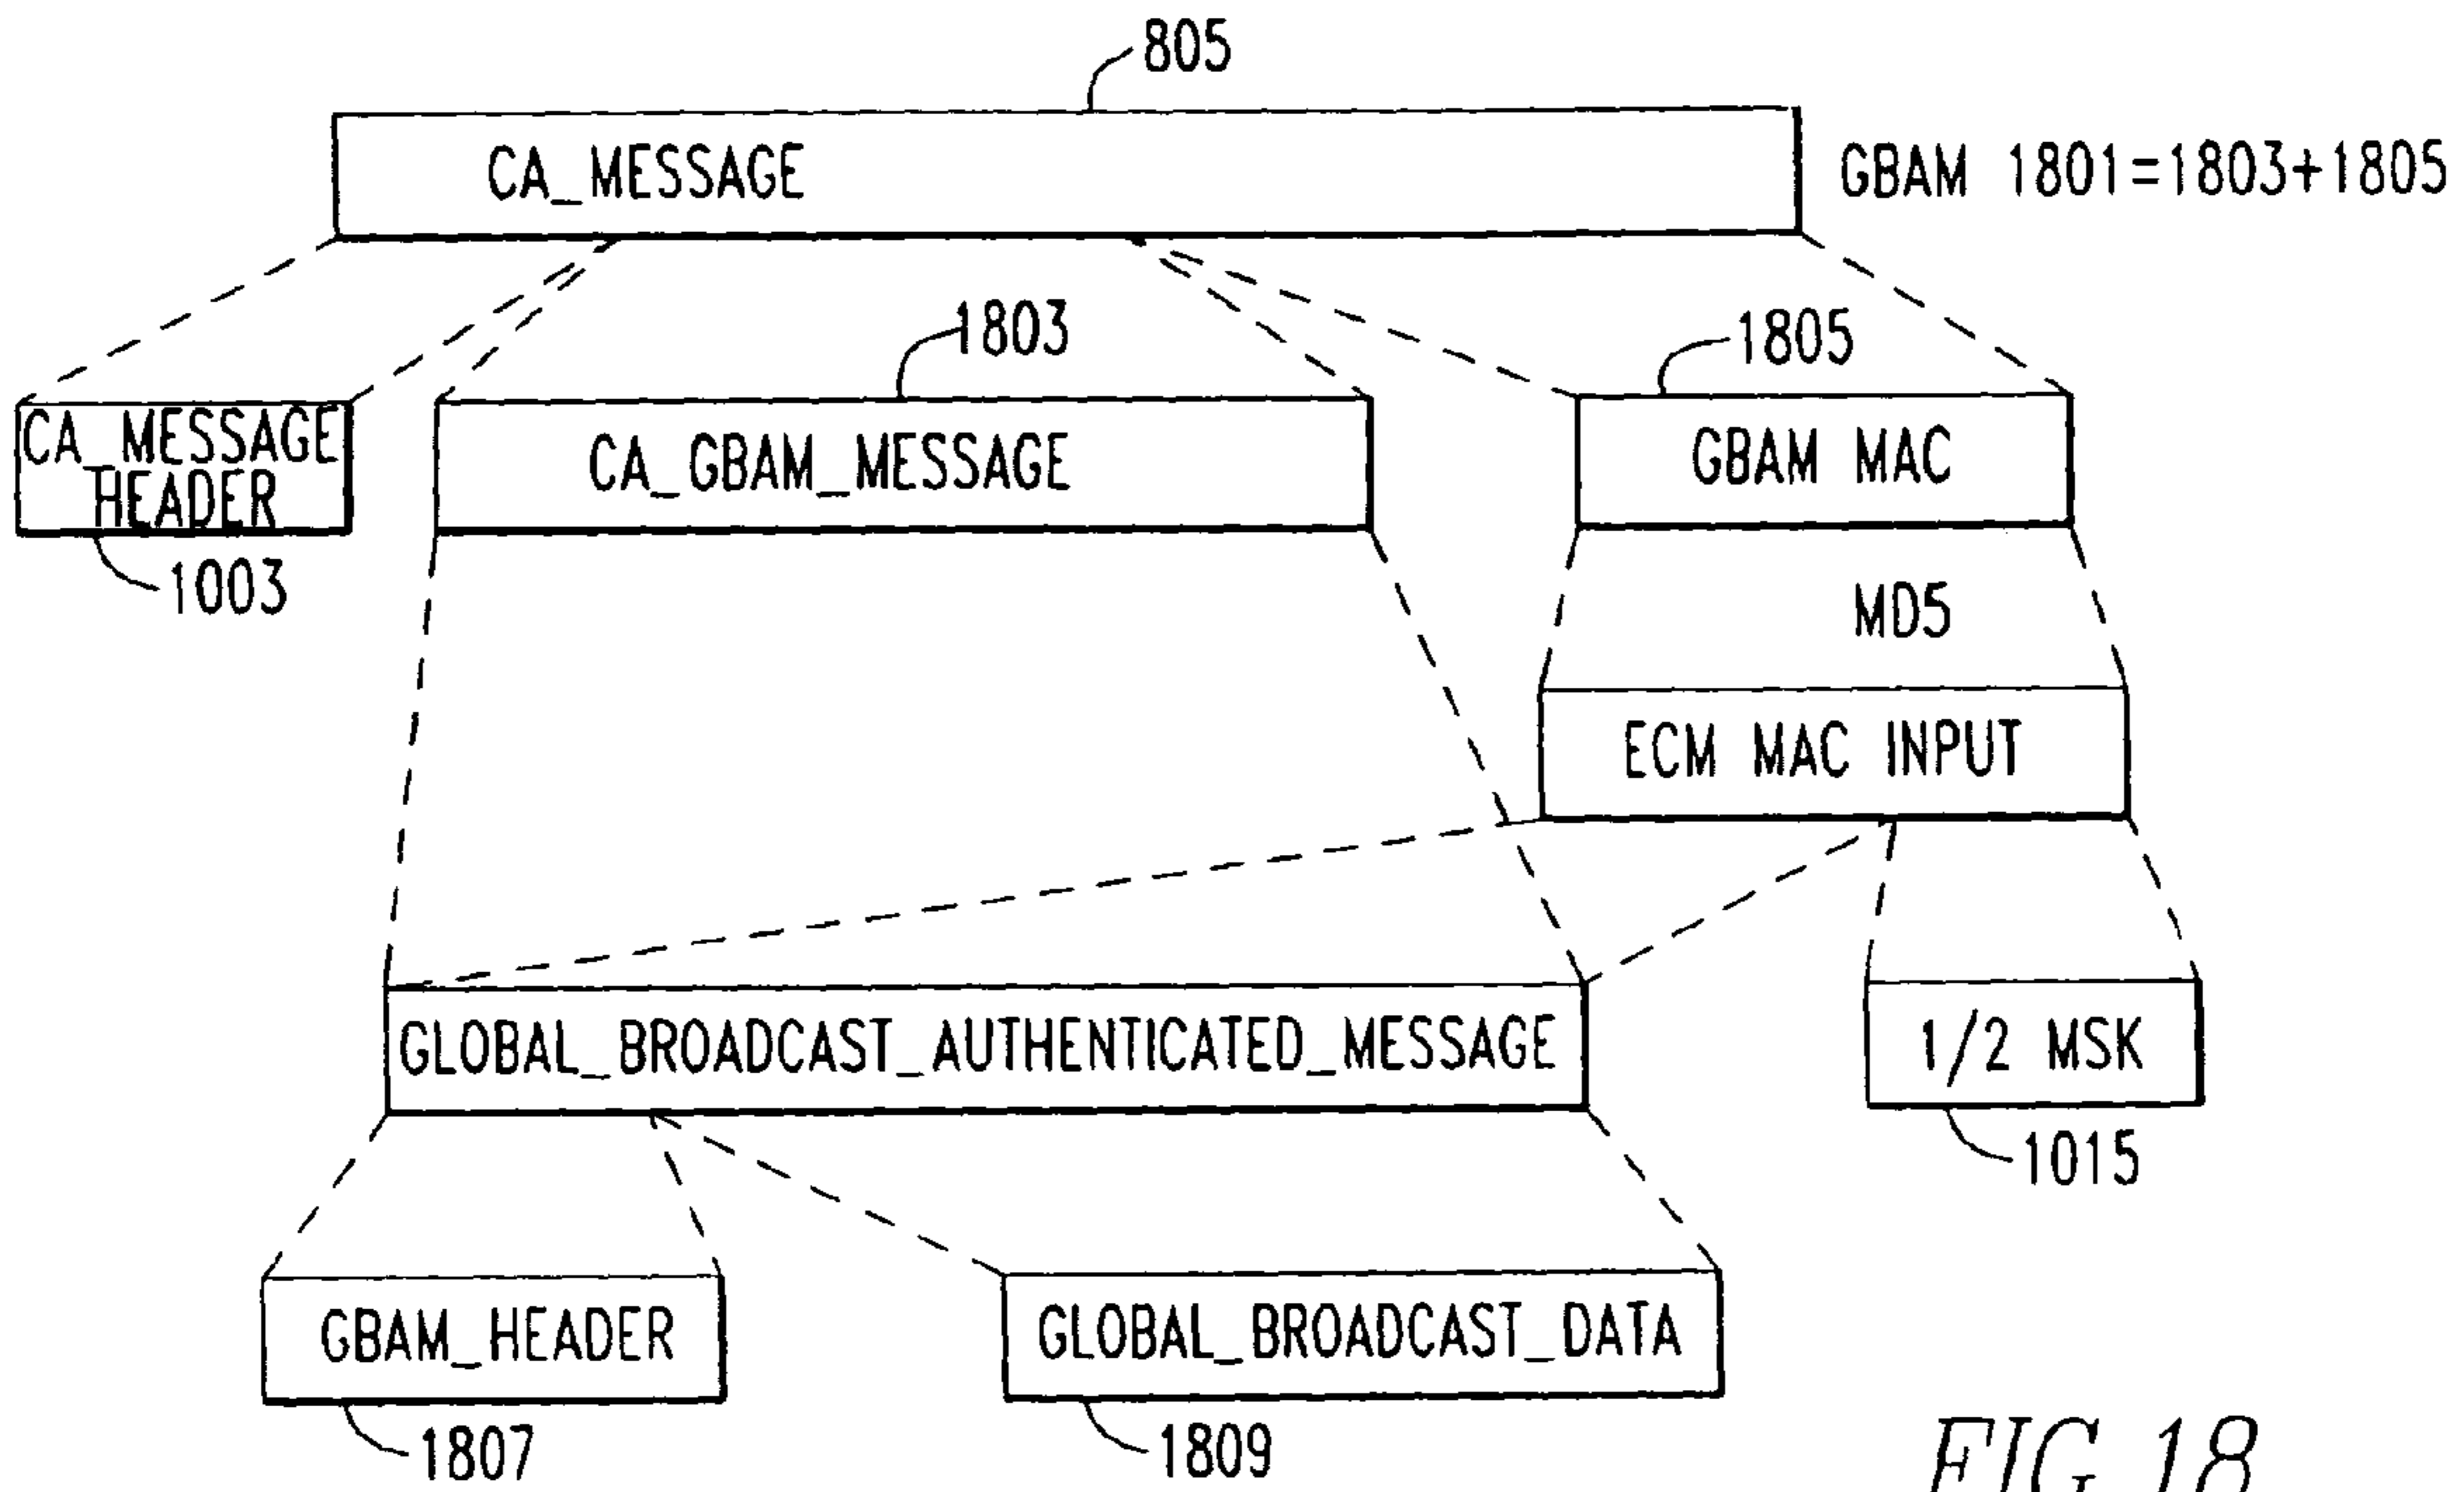 805
CA_MESSAGE
GBAM 1801=1803+1805
1803
1805
CA_MESSAGE
HEADER
CA_GBAM_MESSAGE
GBAM MAC
1003
MD5
ECM MAC INPUT
GLOBAL_BROADCAST_AUTHENTICATED_MESSAGE
1/2 MSK
1015
GBAM_HEADER
GLOBAL_BROADCAST_DATA
1807
1809
FIG.18